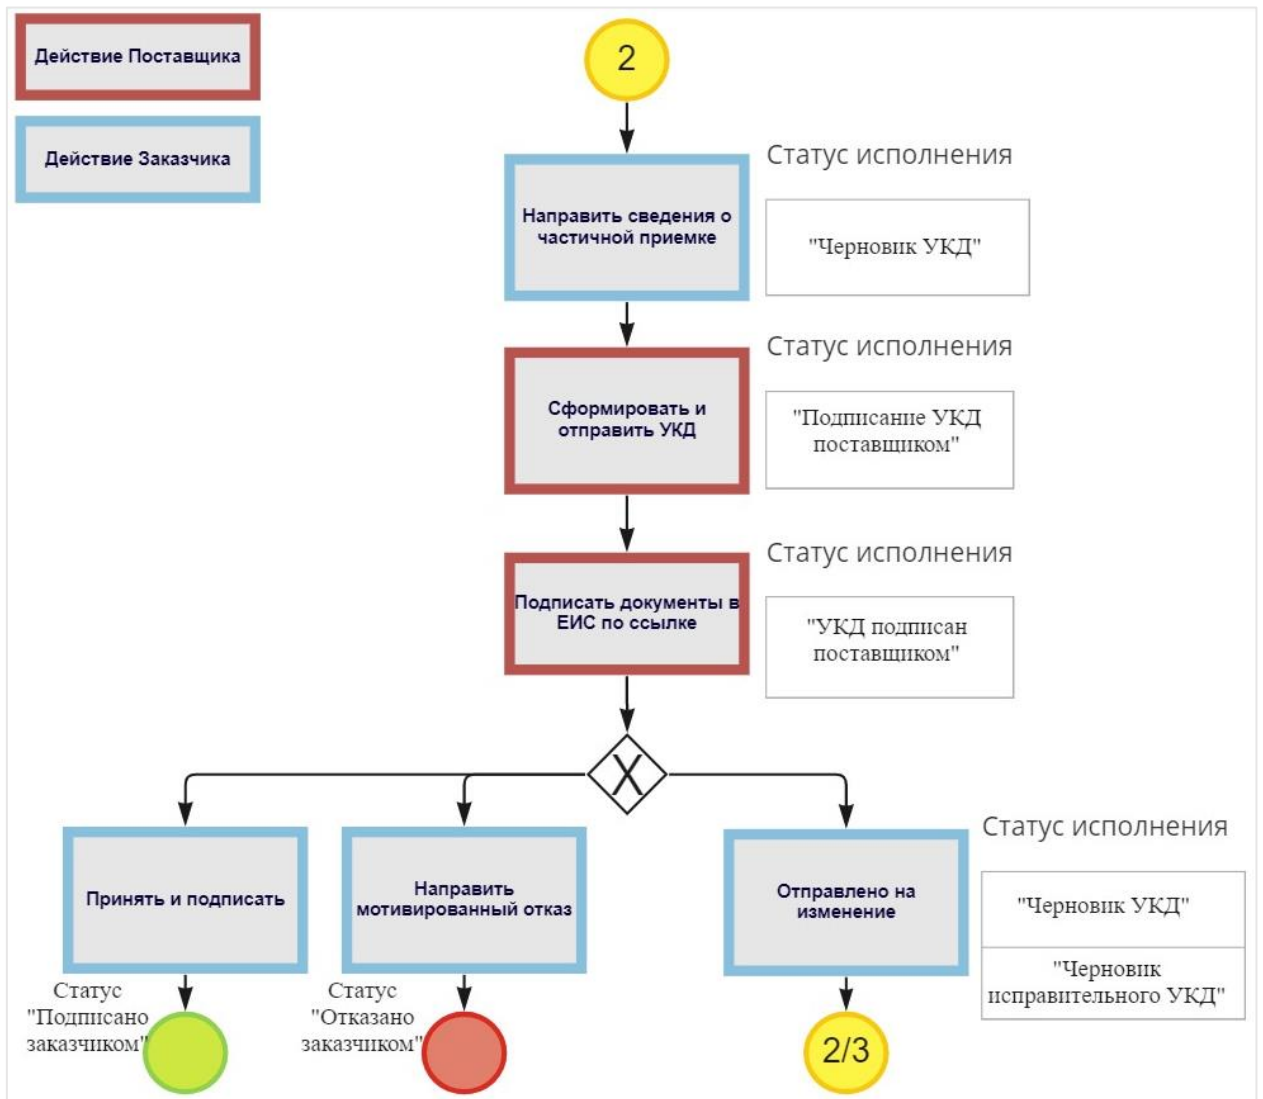 Действие Поставщика
2
Действие Заказчика
Статус исполнения
Направить сведения о
частичной приемке
"Черновик УКД"
Статус исполнения
Сформировать и
отправить УКД
"Подписание УКД
поставщиком"
Статус исполнения
Подписать документы в
ЕИС по ссылке
"УКД подписан
поставщиком"
X
Статус исполнения
Принять и подписать
Направить
мотивированный отказ
Отправлено на
изменение
"Черновик УКД"
"Черновик
исправительного УКД"
Статус
"Подписано
заказчиком"
Статус
"Отказано
заказчиком"
2/3